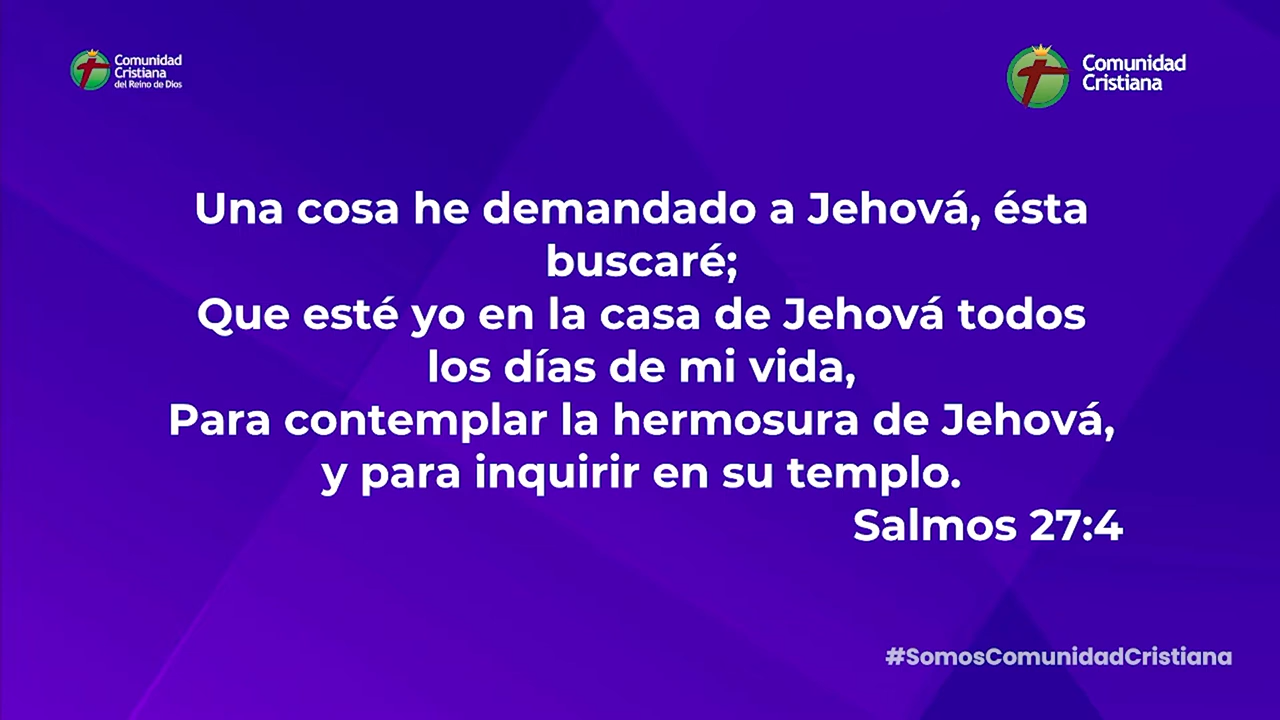 Comunidad
Cristiana
del Reino de Dios
Comunidad
Cristiana
Una cosa he demandado a Jehová, ésta
buscaré;
Que esté yo en la casa de Jehová todos
los días de mi vida,
Para contemplar la hermosura de Jehová,
y para inquirir en su templo.
Salmos 27:4
#SomosComunidadCristiana